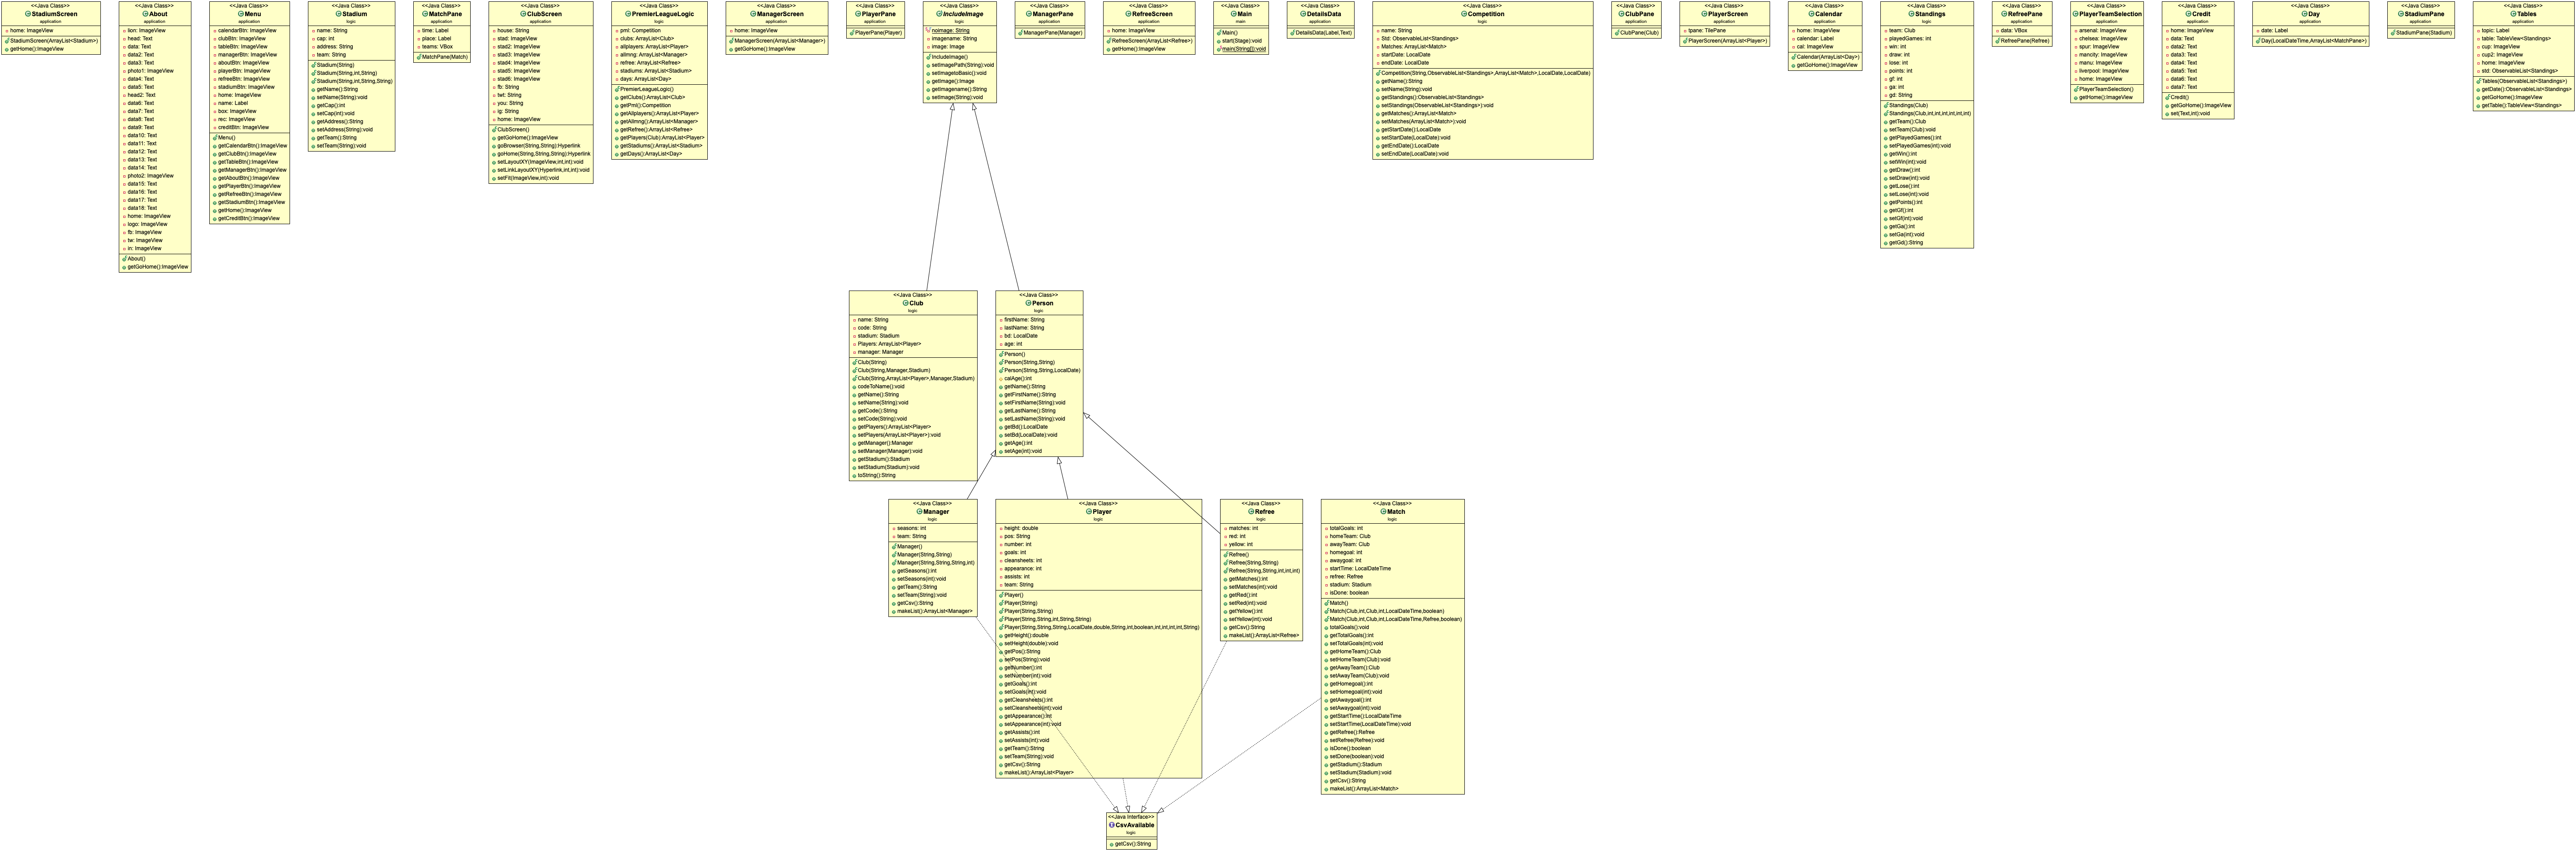 <<Java Class>>
StadiumScreen
application
home: ImageView
StadiumScreen(ArrayList<Stadium>)
getHome():ImageView
<<Java Class>>
About
application
lion: ImageView
head: Text
data: Text
data2: Text
data3: Text
photo1: ImageView
data4: Text
data5: Text
head2: Text
data6: Text
data7: Text
data8: Text
data9: Text
data10: Text
data11: Text
data12: Text
data13: Text
data14: Text
photo2: ImageView
data15: Text
data16: Text
data17: Text
data18: Text
home: ImageView
logo: ImageView
fb: ImageView
tw: ImageView
in: ImageView
About()
getGoHome():ImageView
<<Java Class>>
Menu
application
calendarBtn: ImageView
clubBtn: ImageView
tableBtn: ImageView
managerBtn: ImageView
aboutBtn: ImageView
playerBtn: ImageView
refreeBtn: ImageView
stadiumBtn: ImageView
home: ImageView
name: Label
box: ImageView
rec: ImageView
creditBtn: ImageView
Menu()
getCalendarBtn():ImageView
getClubBtn():ImageView
getTableBtn():ImageView
getManagerBtn():ImageView
getAboutBtn():ImageView
getPlayerBtn():ImageView
getRefreeBtn():ImageView
getStadiumBtn():ImageView
getHome():ImageView
getCreditBtn():ImageView
<<Java Class>>
Stadium
logic
name: String
cap: int
address: String
team: String
Stadium(String)
Stadium(String,int,String)
Stadium(String,int,String,String)
getName():String
setName(String):void
getCap():int
setCap(int):void
getAddress():String
setAddress(String):void
getTeam():String
setTeam(String):void
<<Java Class>>
MatchPane
application
time: Label
place: Label
teams: VBox
MatchPane(Match)
<<Java Class>>
ClubScreen
application
house: String
stad: ImageView
stad2: ImageView
stad3: ImageView
stad4: ImageView
stad5: ImageView
stad6: ImageView
fb: String
twt: String
you: String
ig: String
home: ImageView
ClubScreen()
getGoHome():ImageView
goBrowser(String,String):Hyperlink
goHome(String,String,String):Hyperlink
setLayoutXY(ImageView,int,int):void
setLinkLayoutXY(Hyperlink,int,int):void
setFit(ImageView,int):void
<<Java Class>>
PremierLeagueLogic
logic
pml: Competition
clubs: ArrayList<Club>
allplayers: ArrayList<Player>
allmng: ArrayList<Manager>
refree: ArrayList<Refree>
stadiums: ArrayList<Stadium>
days: ArrayList<Day>
PremierLeagueLogic()
getClubs():ArrayList<Club>
getPml():Competition
getAllplayers():ArrayList<Player>
getAllmng():ArrayList<Manager>
getRefree():ArrayList<Refree>
getPlayers(Club):ArrayList<Player>
getStadiums():ArrayList<Stadium>
getDays():ArrayList<Day>
<<Java Class>>
ManagerScreen
application
home: ImageView
ManagerScreen(ArrayList<Manager>)
getGoHome():ImageView
<<Java Class>>
PlayerPane
application
PlayerPane(Player)
<<Java Class>>
IncludeImage
logic
noimage: String
imagename: String
image: Image
IncludeImage()
setImagePath(String):void
setImagetoBasic():void
getImage():Image
getImagename():String
setImage(String):void
<<Java Class>>
ManagerPane
application
ManagerPane(Manager)
<<Java Class>>
RefreeScreen
application
home: ImageView
RefreeScreen(ArrayList<Refree>)
getHome():ImageView
<<Java Class>>
Main
main
Main()
start(Stage):void
main(String[]):void
<<Java Class>>
DetailsData
application
DetailsData(Label,Text)
<<Java Class>>
Competition
logic
name: String
Std: ObservableList<Standings>
Matches: ArrayList<Match>
startDate: LocalDate
endDate: LocalDate
Competition(String,ObservableList<Standings>,ArrayList<Match>,LocalDate,LocalDate)
getName():String
setName(String):void
getStandings():ObservableList<Standings>
setStandings(ObservableList<Standings>):void
getMatches():ArrayList<Match>
setMatches(ArrayList<Match>):void
getStartDate():LocalDate
setStartDate(LocalDate):void
getEndDate():LocalDate
setEndDate(LocalDate):void
<<Java Class>>
ClubPane
application
ClubPane(Club)
<<Java Class>>
PlayerScreen
application
tpane: TilePane
PlayerScreen(ArrayList<Player>)
<<Java Class>>
Calendar
application
home: ImageView
calendar: Label
cal: ImageView
Calendar(ArrayList<Day>)
getGoHome():ImageView
<<Java Class>>
Standings
logic
team: Club
playedGames: int
win: int
draw: int
lose: int
points: int
gf: int
ga: int
gd: String
Standings(Club)
Standings(Club,int,int,int,int,int,int)
getTeam():Club
setTeam(Club):void
getPlayedGames():int
setPlayedGames(int):void
getWin():int
setWin(int):void
getDraw():int
setDraw(int):void
getLose():int
setLose(int):void
getPoints():int
getGf():int
setGf(int):void
getGa():int
setGa(int):void
getGd():String
<<Java Class>>
RefreePane
application
data: VBox
RefreePane(Refree)
<<Java Class>>
PlayerTeamSelection
application
arsenal: ImageView
chelsea: ImageView
spur: ImageView
mancity: ImageView
manu: ImageView
liverpool: ImageView
home: ImageView
PlayerTeamSelection()
getHome():ImageView
<<Java Class>>
Credit
application
home: ImageView
data: Text
data2: Text
data3: Text
data4: Text
data5: Text
data6: Text
data7: Text
Credit()
getGoHome():ImageView
set(Text,int):void
<<Java Class>>
Day
application
date: Label
Day(LocalDateTime,ArrayList<MatchPane>)
<<Java Class>>
StadiumPane
application
StadiumPane(Stadium)
<<Java Class>>
Tables
application
topic: Label
table: TableView<Standings>
cup: ImageView
cup2: ImageView
home: ImageView
std: ObservableList<Standings>
Tables(ObservableList<Standings>)
getDate():ObservableList<Standings>
getGoHome():ImageView
getTable():TableView<Standings>
<<Java Class>>
Club
logic
name: String
code: String
stadium: Stadium
Players: ArrayList<Player>
manager: Manager
Club(String)
Club(String,Manager,Stadium)
Club(String,ArrayList<Player>,Manager,Stadium)
codeToName():void
getName():String
setName(String):void
getCode():String
setCode(String):void
getPlayers():ArrayList<Player>
setPlayers(ArrayList<Player>):void
getManager():Manager
setManager(Manager):void
getStadium():Stadium
setStadium(Stadium):void
toString():String
<<Java Class>>
Person
logic
firstName: String
lastName: String
bd: LocalDate
age: int
Person()
Person(String,String)
Person(String,String,LocalDate)
calAge():int
getName():String
getFirstName():String
setFirstName(String):void
getLastName():String
setLastName(String):void
getBd():LocalDate
setBd(LocalDate):void
getAge():int
setAge(int):void
<<Java Class>>
Manager
logic
seasons: int
team: String
Manager()
Manager(String,String)
Manager(String,String,String,int)
getSeasons():int
setSeasons(int):void
getTeam():String
setTeam(String):void
getCsv():String
makeList():ArrayList<Manager>
<<Java Class>>
Player
logic
height: double
pos: String
number: int
goals: int
cleansheets: int
appearance: int
assists: int
team: String
Player()
Player(String)
Player(String,String)
Player(String,String,int,String,String)
Player(String,String,String,LocalDate,double,String,int,boolean,int,int,int,int,String)
getHeight():double
setHeight(double):void
getPos():String
setPos(String):void
getNumber():int
setNumber(int):void
getGoals():int
setGoals(int):void
getCleansheets():int
setCleansheets(int):void
getAppearance():int
setAppearance(int):void
getAssists():int
setAssists(int):void
getTeam():String
setTeam(String):void
getCsv():String
makeList():ArrayList<Player>
<<Java Class>>
Refree
logic
matches: int
red: int
yellow: int
Refree()
Refree(String,String)
Refree(String,String,int,int,int)
getMatches():int
setMatches(int):void
getRed():int
setRed(int):void
getYellow():int
setYellow(int):void
getCsv():String
makeList():ArrayList<Refree>
<<Java Class>>
Match
logic
totalGoals: int
homeTeam: Club
awayTeam: Club
homegoal: int
awaygoal: int
startTime: LocalDateTime
refree: Refree
stadium: Stadium
isDone: boolean
Match()
Match(Club,int,Club,int,LocalDateTime,boolean)
Match(Club,int,Club,int,LocalDateTime,Refree,boolean)
totalGoals():void
getTotalGoals():int
setTotalGoals(int):void
getHomeTeam():Club
setHomeTeam(Club):void
getAwayTeam():Club
setAwayTeam(Club):void
getHomegoal():int
setHomegoal(int):void
getAwaygoal():int
setAwaygoal(int):void
getStartTime():LocalDateTime
setStartTime(LocalDateTime):void
getRefree():Refree
setRefree(Refree):void
isDone():boolean
setDone(boolean):void
getStadium():Stadium
setStadium(Stadium):void
getCsv():String
makeList():ArrayList<Match>
<<Java Interface>>
CsvAvailable
logic
getCsv():String